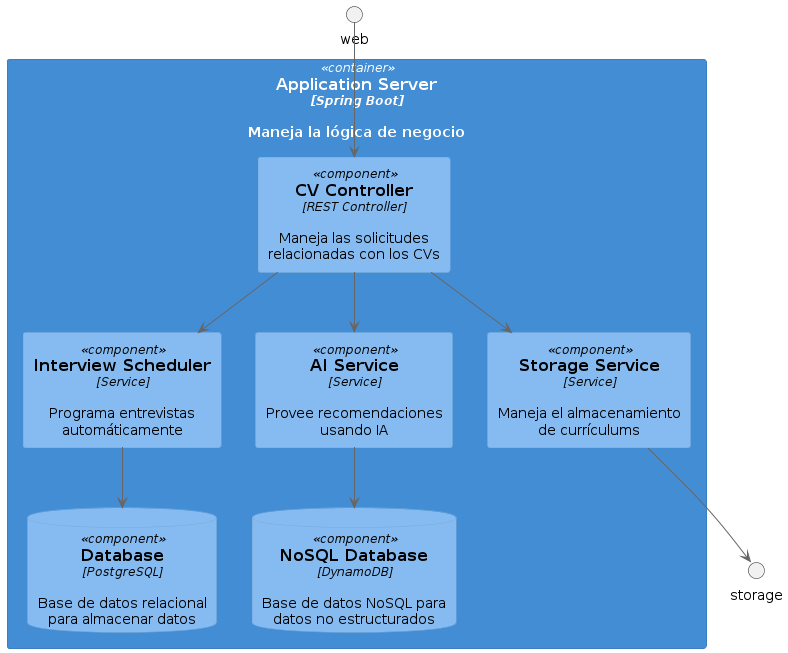 web
«container»
Application Server
[Spring Boot]
Maneja la lógica de negocio
«component»
CV Controller
[REST Controller]
Maneja las solicitudes
relacionadas con los CVs
«component»
Interview Scheduler
[Service]
Programa entrevistas
automáticamente
«component»
AI Service
[Service]
Provee recomendaciones
usando IA
«component»
Storage Service
[Service]
Maneja el almacenamiento
de currículums
«component»
Database
[PostgreSQL]
Base de datos relacional
para almacenar datos
«component»
NoSQL Database
[DynamoDB]
Base de datos NoSQL para
datos no estructurados
storage